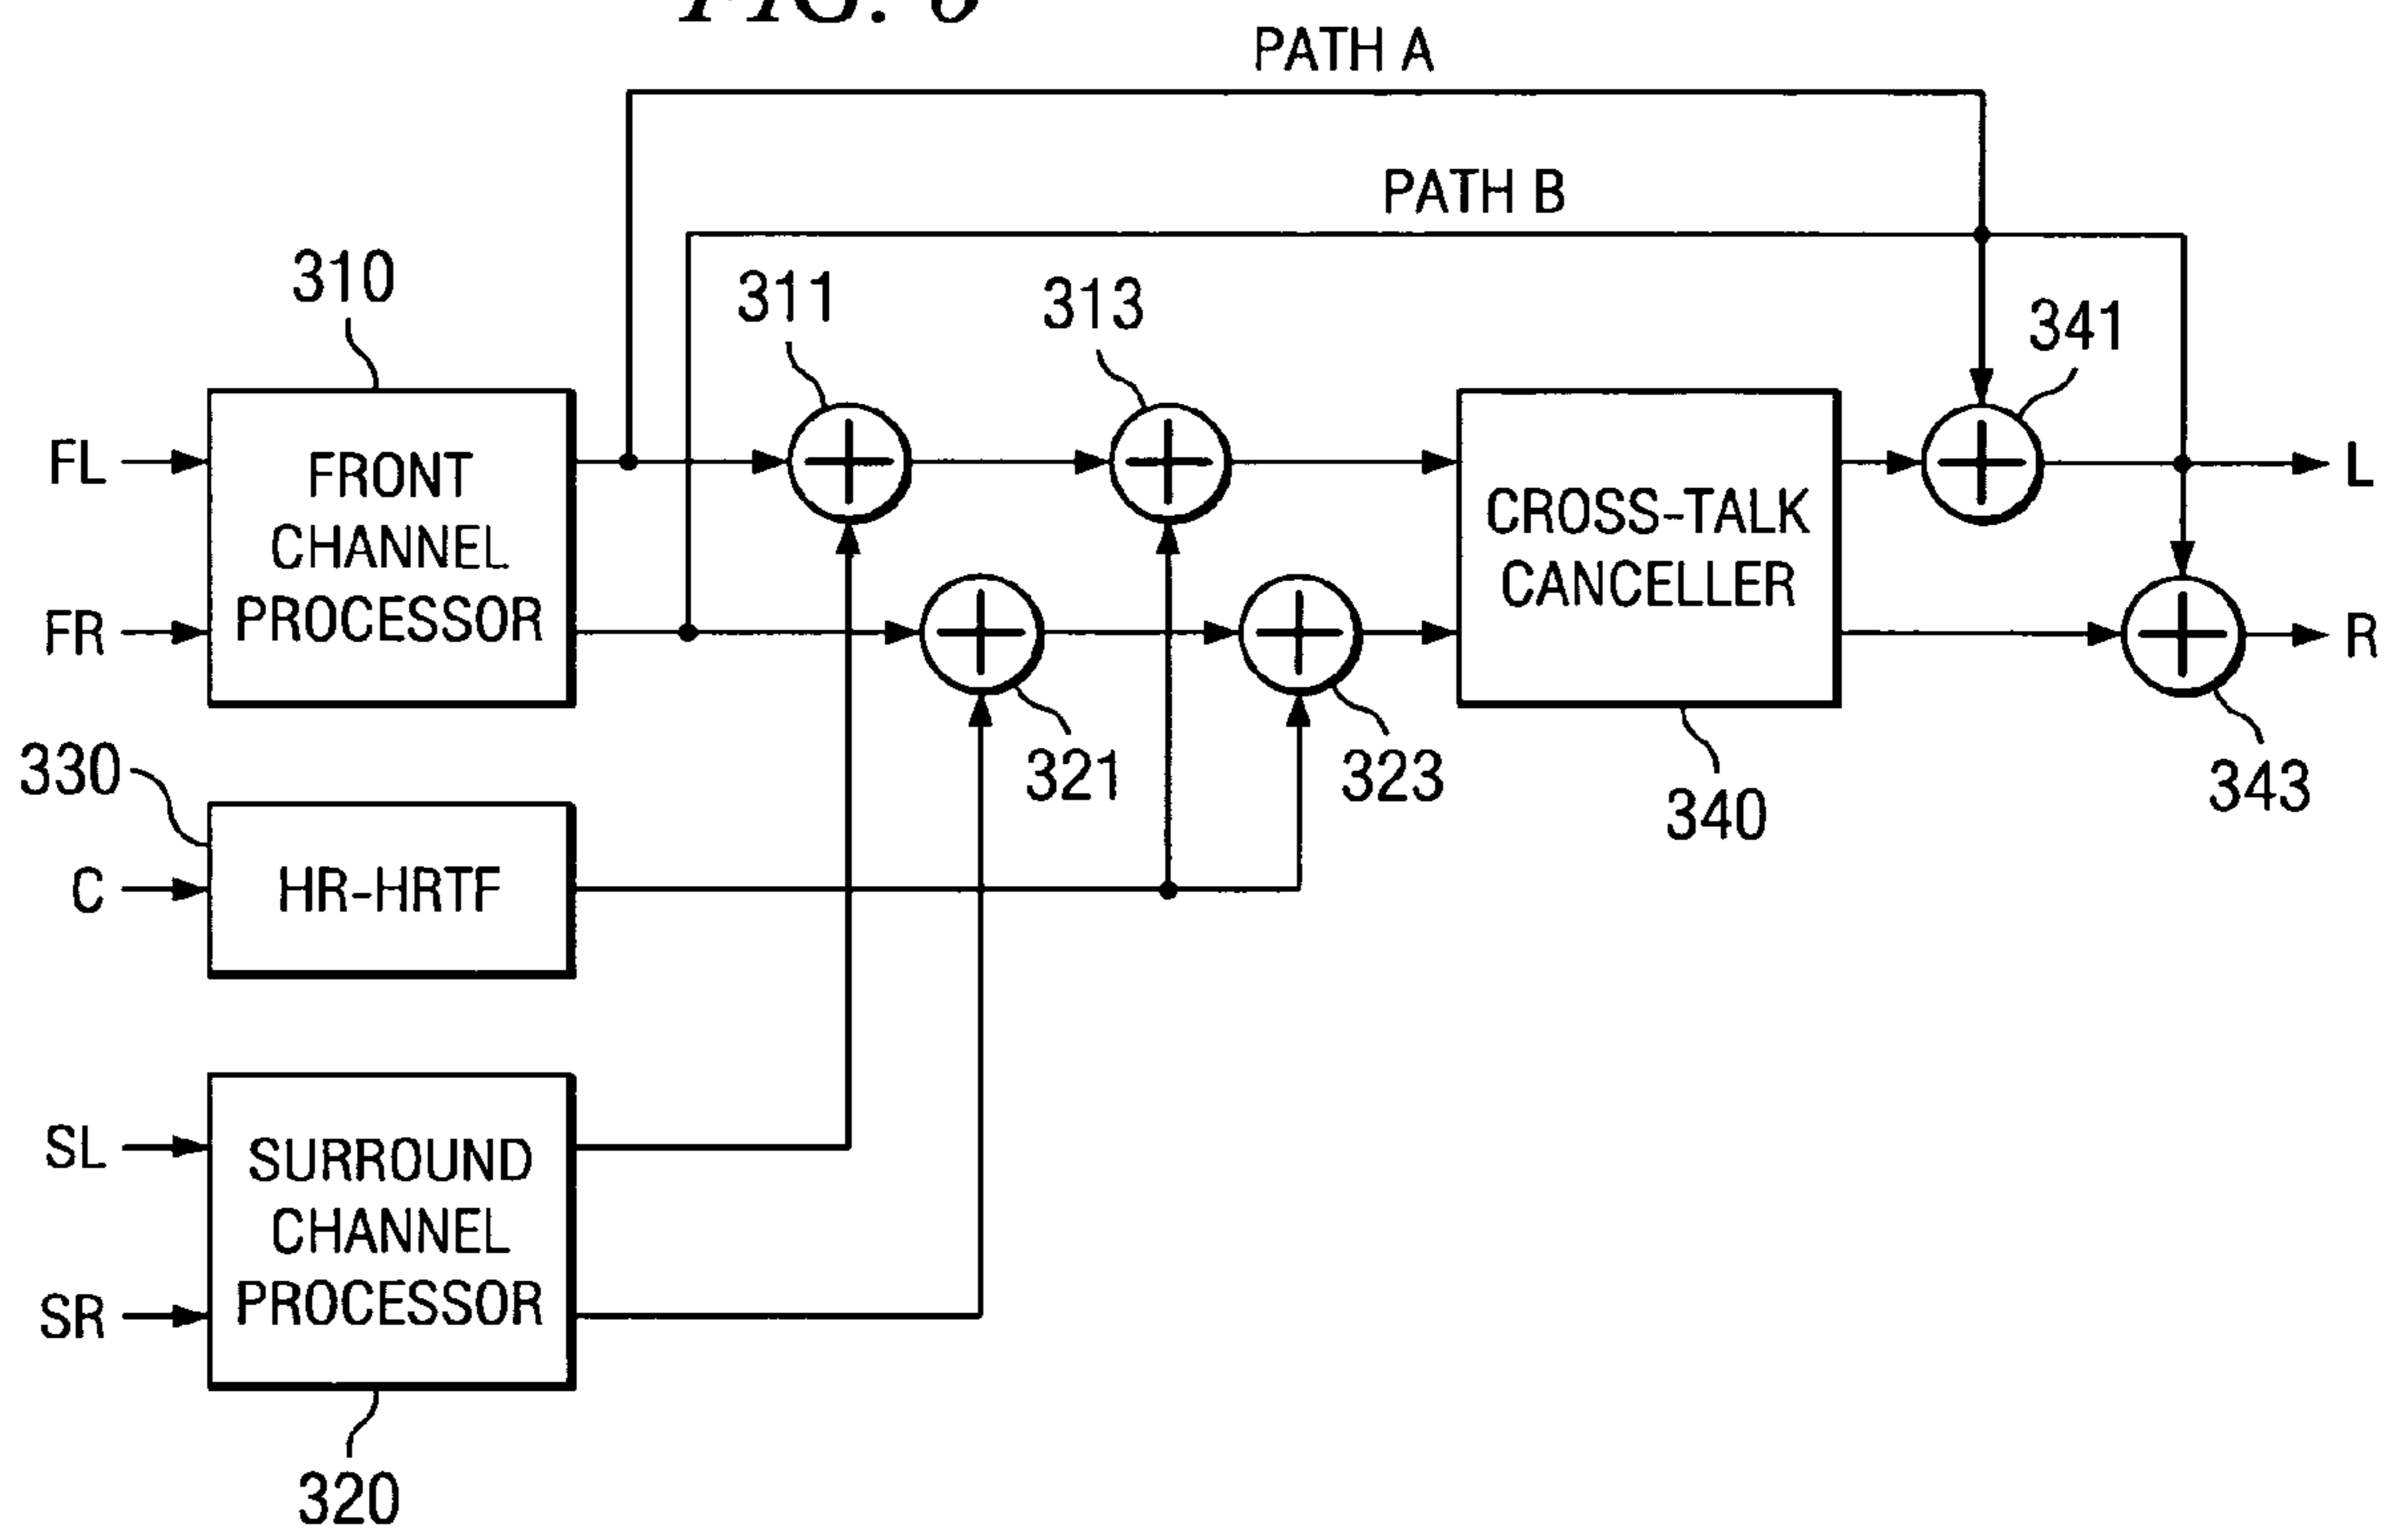 PATH A
PATH B
310
311
313
341
FL
FRONT
CHANNEL
PROCESSOR
FR
CROSS-TALK
CANCELLER
L
R
321
323
340
343
330
C
HR-HRTF
SL
SURROUND
CHANNEL
PROCESSOR
SR
320